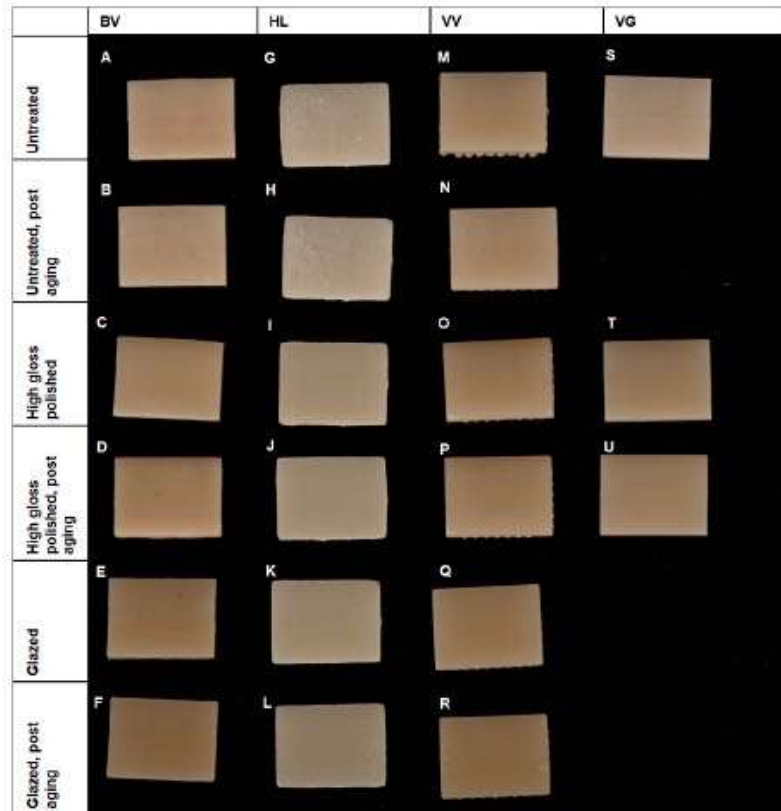 BV HL VV VG
Untreated
A G M S
Untreated, post
aging
B H N
High gloss
polished
C I O T
High gloss
polished, post
aging
D J P U
Glazed
E K Q
Glazed, post
aging
F L R